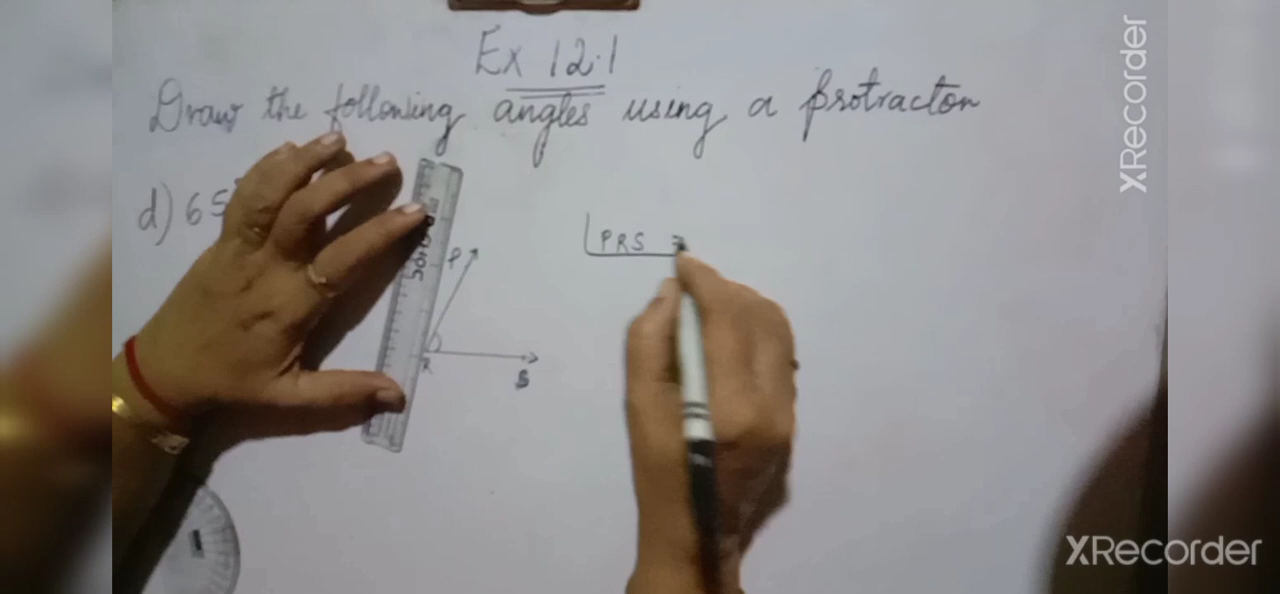 Ex 12.1
Draw the following angles using a protractor
d) 65°
∠PRS =
P
R
S
XRecorder
XRecorder